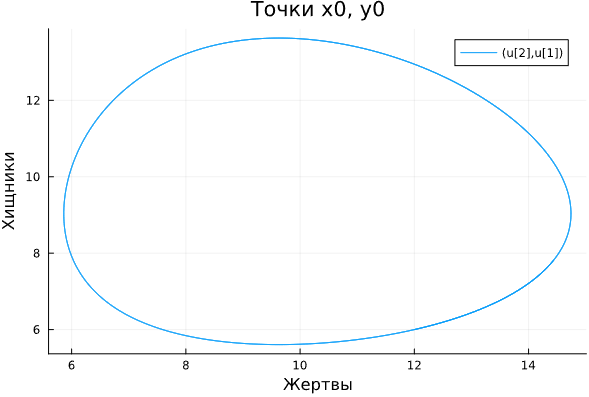 Точки x0, y0
(u[2],u[1])
Хищники
12
10
8
6
6 8 10 12 14
Жертвы